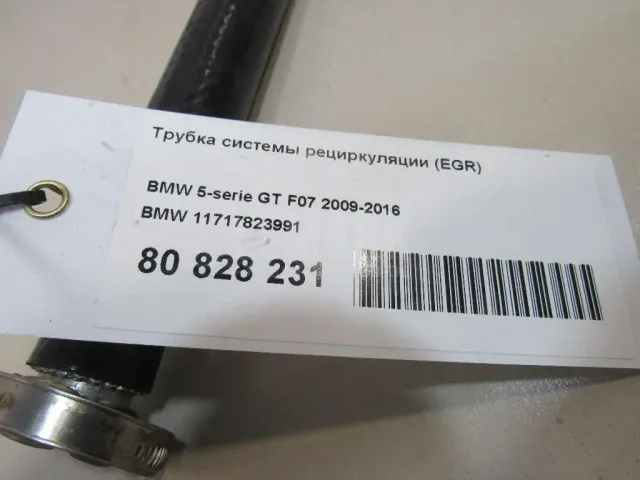 Трубка системы рециркуляции (EGR)
BMW 5-serie GT F07 2009-2016
BMW 11717823991
80 828 231